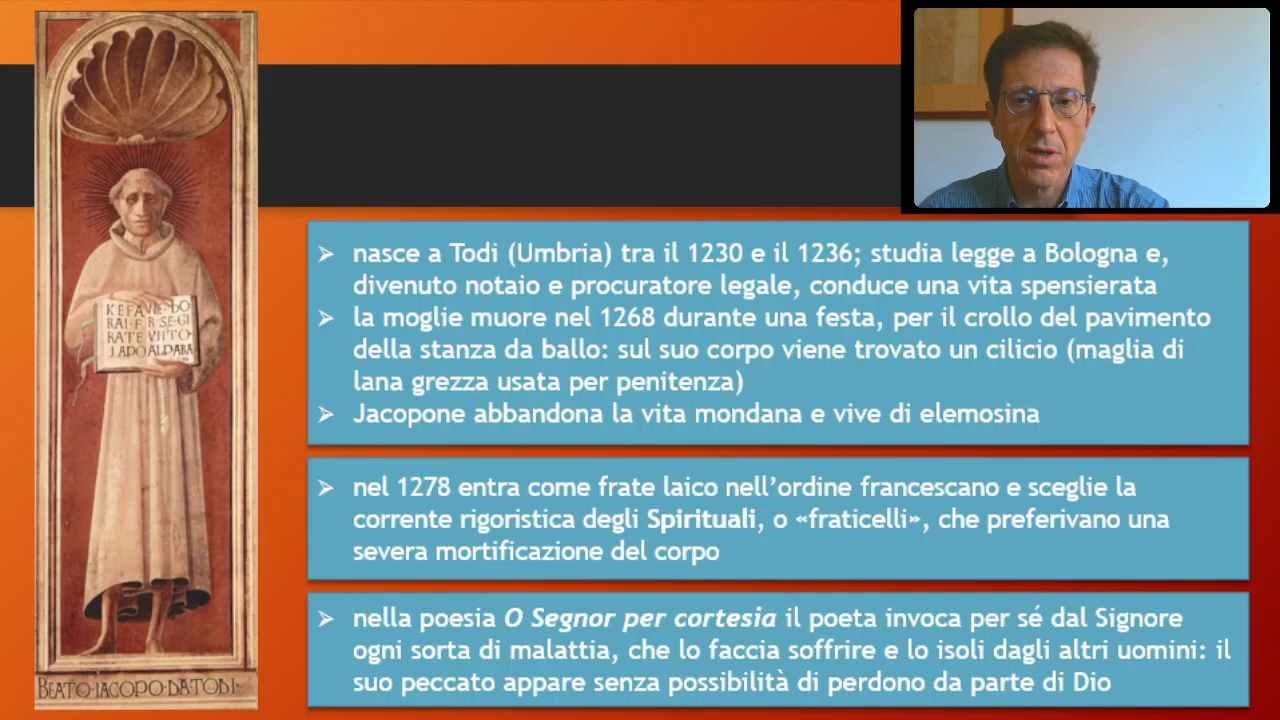 nasce a Todi (Umbria) tra il 1230 e il 1236; studia legge a Bologna e,
divenuto notaio e procuratore legale, conduce una vita spensierata
la moglie muore nel 1268 durante una festa, per il crollo del pavimento
della stanza da ballo: sul suo corpo viene trovato un cilicio (maglia di
lana grezza usata per penitenza)
Jacopone abbandona la vita mondana e vive di elemosina
nel 1278 entra come frate laico nell’ordine francescano e sceglie la
corrente rigoristica degli Spirituali, o «fraticelli», che preferivano una
severa mortificazione del corpo
nella poesia O Segnor per cortesia il poeta invoca per sé dal Signore
ogni sorta di malattia, che lo faccia soffrire e lo isoli dagli altri uomini: il
suo peccato appare senza possibilità di perdono da parte di Dio
BEATO·IACOPO·DA·TODI·